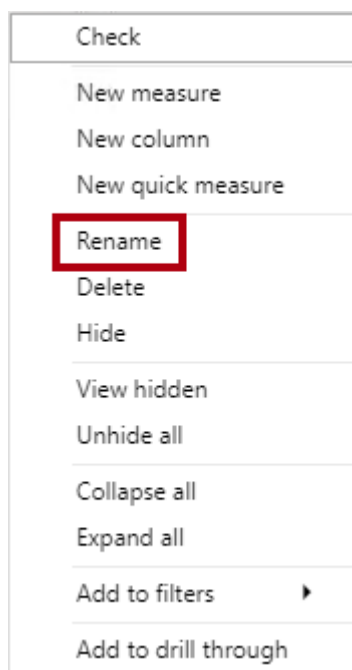 Check
New measure
New column
New quick measure
Rename
Delete
Hide
View hidden
Unhide all
Collapse all
Expand all
Add to filters
Add to drill through